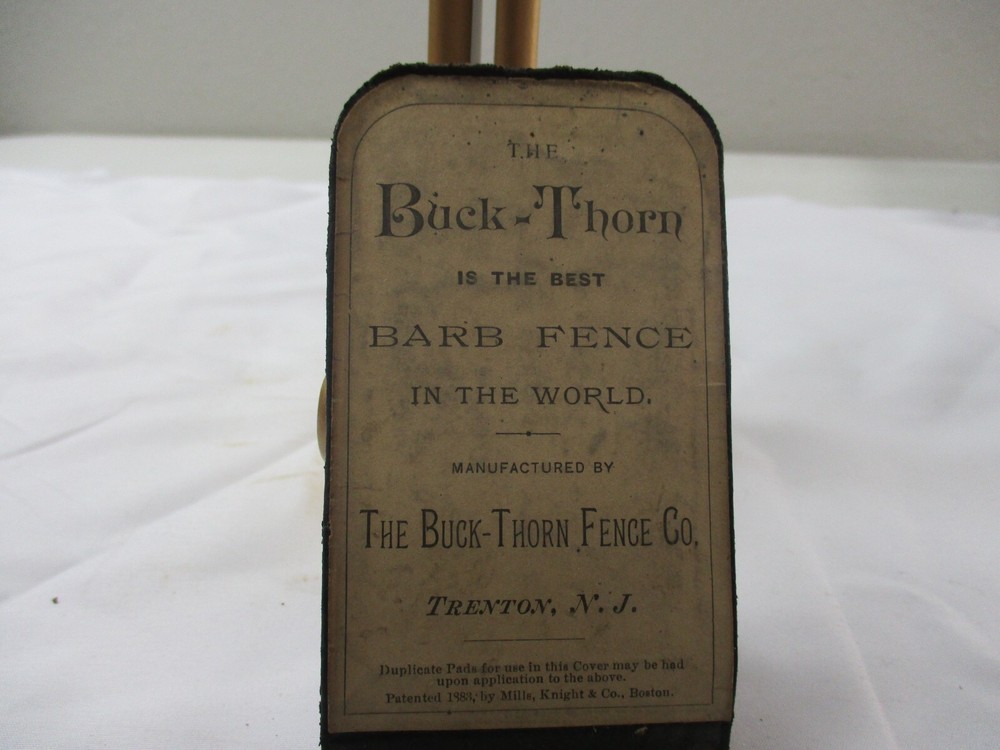 THE
Buck-Thorn
IS THE BEST
BARB FENCE
IN THE WORLD.
MANUFACTURED BY
THE BUCK-THORN FENCE CO.
TRENTON, N. J.
Duplicate Pads for use in this Cover may be had
upon application to the above.
Patented 1883, by Mills, Knight & Co., Boston.